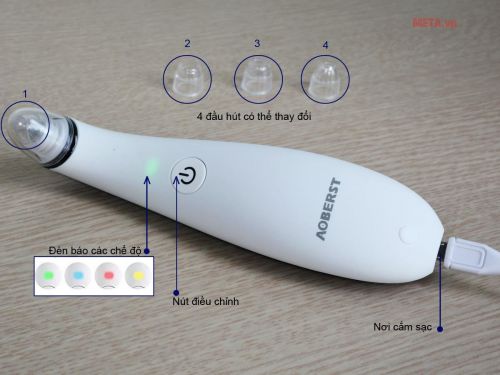 META.vn
2
3
4
1
4 đầu hút có thể thay đổi
AOBERST
Đèn báo các chế độ
Nút điều chỉnh
Nơi cắm sạc